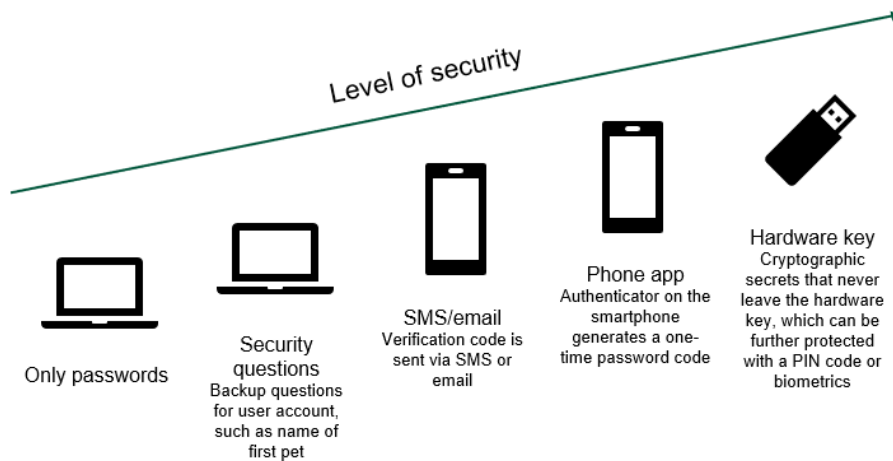 Level of security
Only passwords
Security
questions
Backup questions
for user account,
such as name of
first pet
SMS/email
Verification code is
sent via SMS or
email
Phone app
Authenticator on the
smartphone
generates a one-
time password code
Hardware key
Cryptographic
secrets that never
leave the hardware
key, which can be
further protected
with a PIN code or
biometrics